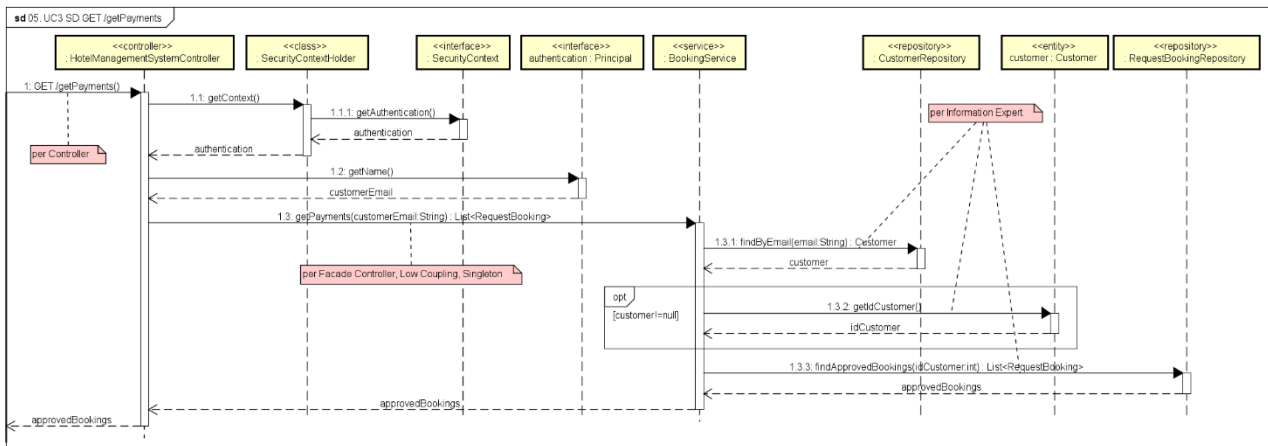 sd 05. UC3 SD GET /getPayments
<<controller>>
: HotelManagementSystemController
<<class>>
: SecurityContextHolder
<<interface>>
: SecurityContext
<<interface>>
authentication : Principal
<<service>>
: BookingService
<<repository>>
: CustomerRepository
<<entity>>
customer : Customer
<<repository>>
: RequestBookingRepository
1: GET /getPayments()
1.1: getContext()
1.1.1: getAuthentication()
per Information Expert
authentication
per Controller
authentication
1.2: getName()
customerEmail
1.3: getPayments(customerEmail:String) : List<RequestBooking>
1.3.1: findByEmail(email:String) : Customer
customer
per Facade Controller, Low Coupling, Singleton
opt
[customer!=null]
1.3.2: getIdCustomer()
idCustomer
1.3.3: findApprovedBookings(idCustomer:int) : List<RequestBooking>
approvedBookings
approvedBookings
approvedBookings